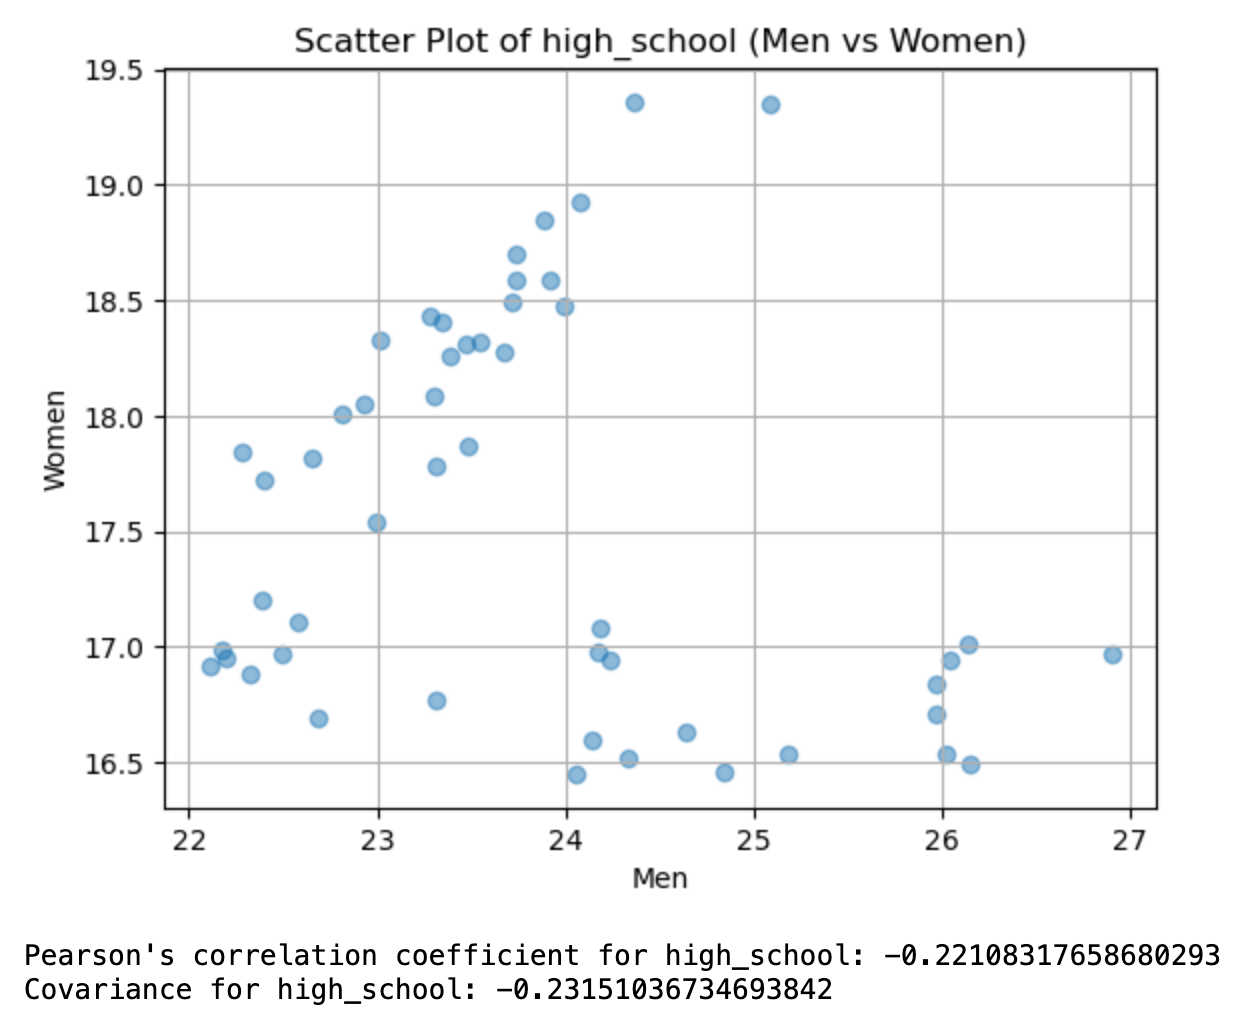 Scatter Plot of high_school (Men vs Women)
19.5
19.0
18.5
18.0
17.5
17.0
16.5
Women
22 23 24 25 26 27
Men
Pearson's correlation coefficient for high_school: -0.22108317658680293
Covariance for high_school: -0.23151036734693842